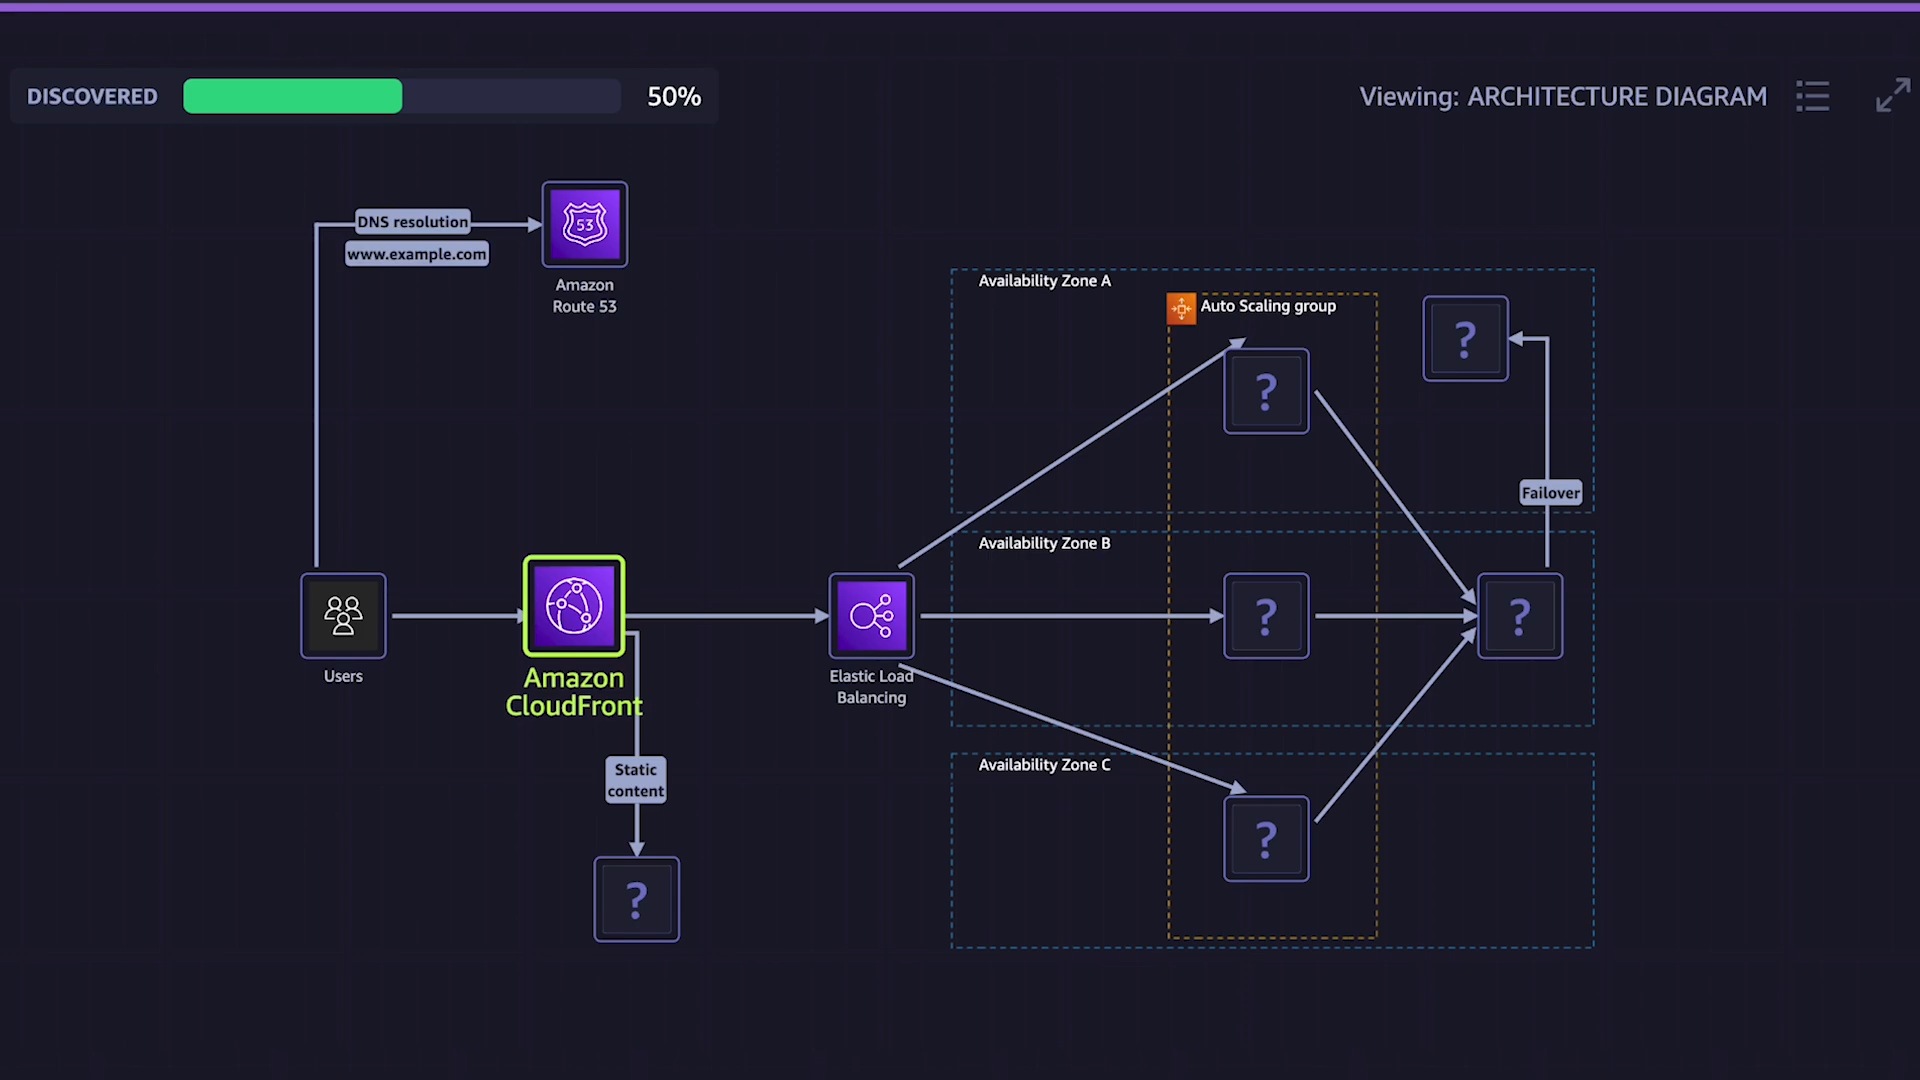 DISCOVERED
50%
Viewing: ARCHITECTURE DIAGRAM
DNS resolution
www.example.com
53
Amazon
Route 53
Availability Zone A
Auto Scaling group
?
?
Failover
Availability Zone B
Users
Amazon
CloudFront
Elastic Load
Balancing
?
?
Static
content
Availability Zone C
?
?